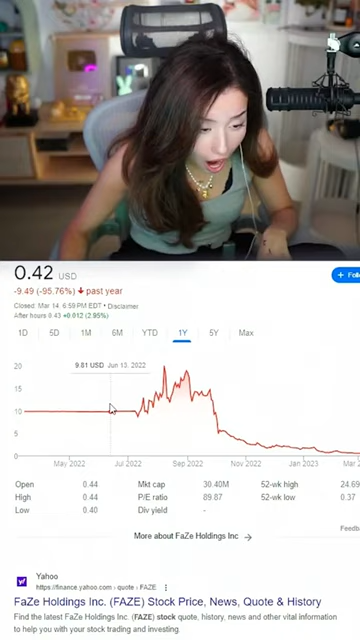 0.42 USD
-9.49 (-95.76%) past year
Closed: Mar 14, 6:59 PM EDT • Disclaimer
After hours 0.43 +0.012 (2.85%)
1D 5D 1M 6M YTD 1Y 5Y Max
9.81 USD Jun 13, 2022
20
15
10
5
0
May 2022 Jul 2022 Sep 2022 Nov 2022 Jan 2023
Open 0.44 Mkt cap 30.40M 52-wk high 24.69
High 0.44 P/E ratio 89.87 52-wk low 0.37
Low 0.40 Div yield -
More about FaZe Holdings Inc →
Yahoo
https://finance.yahoo.com › quote › FAZE
FaZe Holdings Inc. (FAZE) Stock Price, News, Quote & History
Find the latest FaZe Holdings Inc. (FAZE) stock quote, history, news and other vital information
to help you with your stock trading and investing.